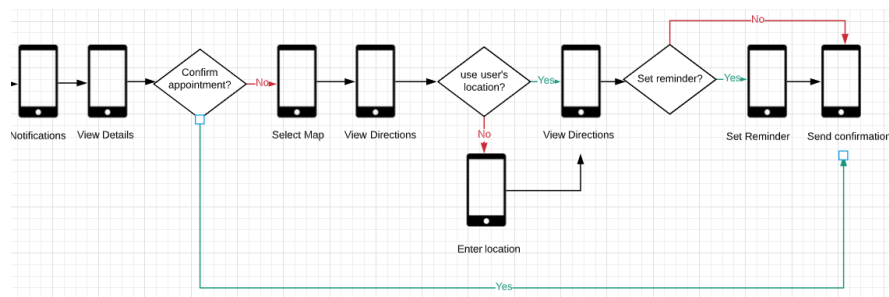 No
Confirm
appointment?
No
use user's
location?
Yes
Set reminder?
Yes
Notifications
View Details
Select Map
View Directions
No
View Directions
Set Reminder
Send confirmation
Enter location
Yes